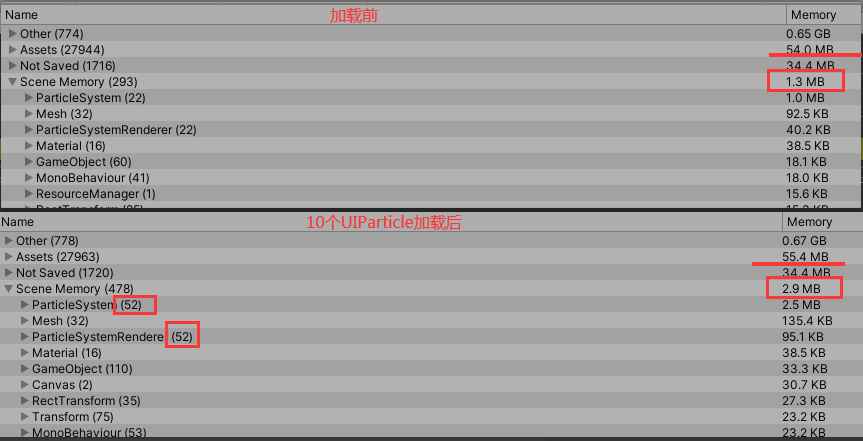 加载前
Name Memory
Other (774) 0.65 GB
Assets (27944) 54.0 MB
Not Saved (1716) 34.4 MB
Scene Memory (293) 1.3 MB
ParticleSystem (22) 1.0 MB
Mesh (32) 92.5 KB
ParticleSystemRenderer (22) 40.2 KB
Material (16) 38.5 KB
GameObject (60) 18.1 KB
MonoBehaviour (41) 18.0 KB
ResourceManager (1) 15.6 KB
10个UIParticle加载后
Name Memory
Other (778) 0.67 GB
Assets (27963) 55.4 MB
Not Saved (1720) 34.4 MB
Scene Memory (478) 2.9 MB
ParticleSystem (52) 2.5 MB
Mesh (32) 135.4 KB
ParticleSystemRenderer (52) 95.1 KB
Material (16) 38.5 KB
GameObject (110) 33.3 KB
Canvas (2) 30.7 KB
RectTransform (35) 27.3 KB
Transform (75) 23.2 KB
MonoBehaviour (53) 23.2 KB